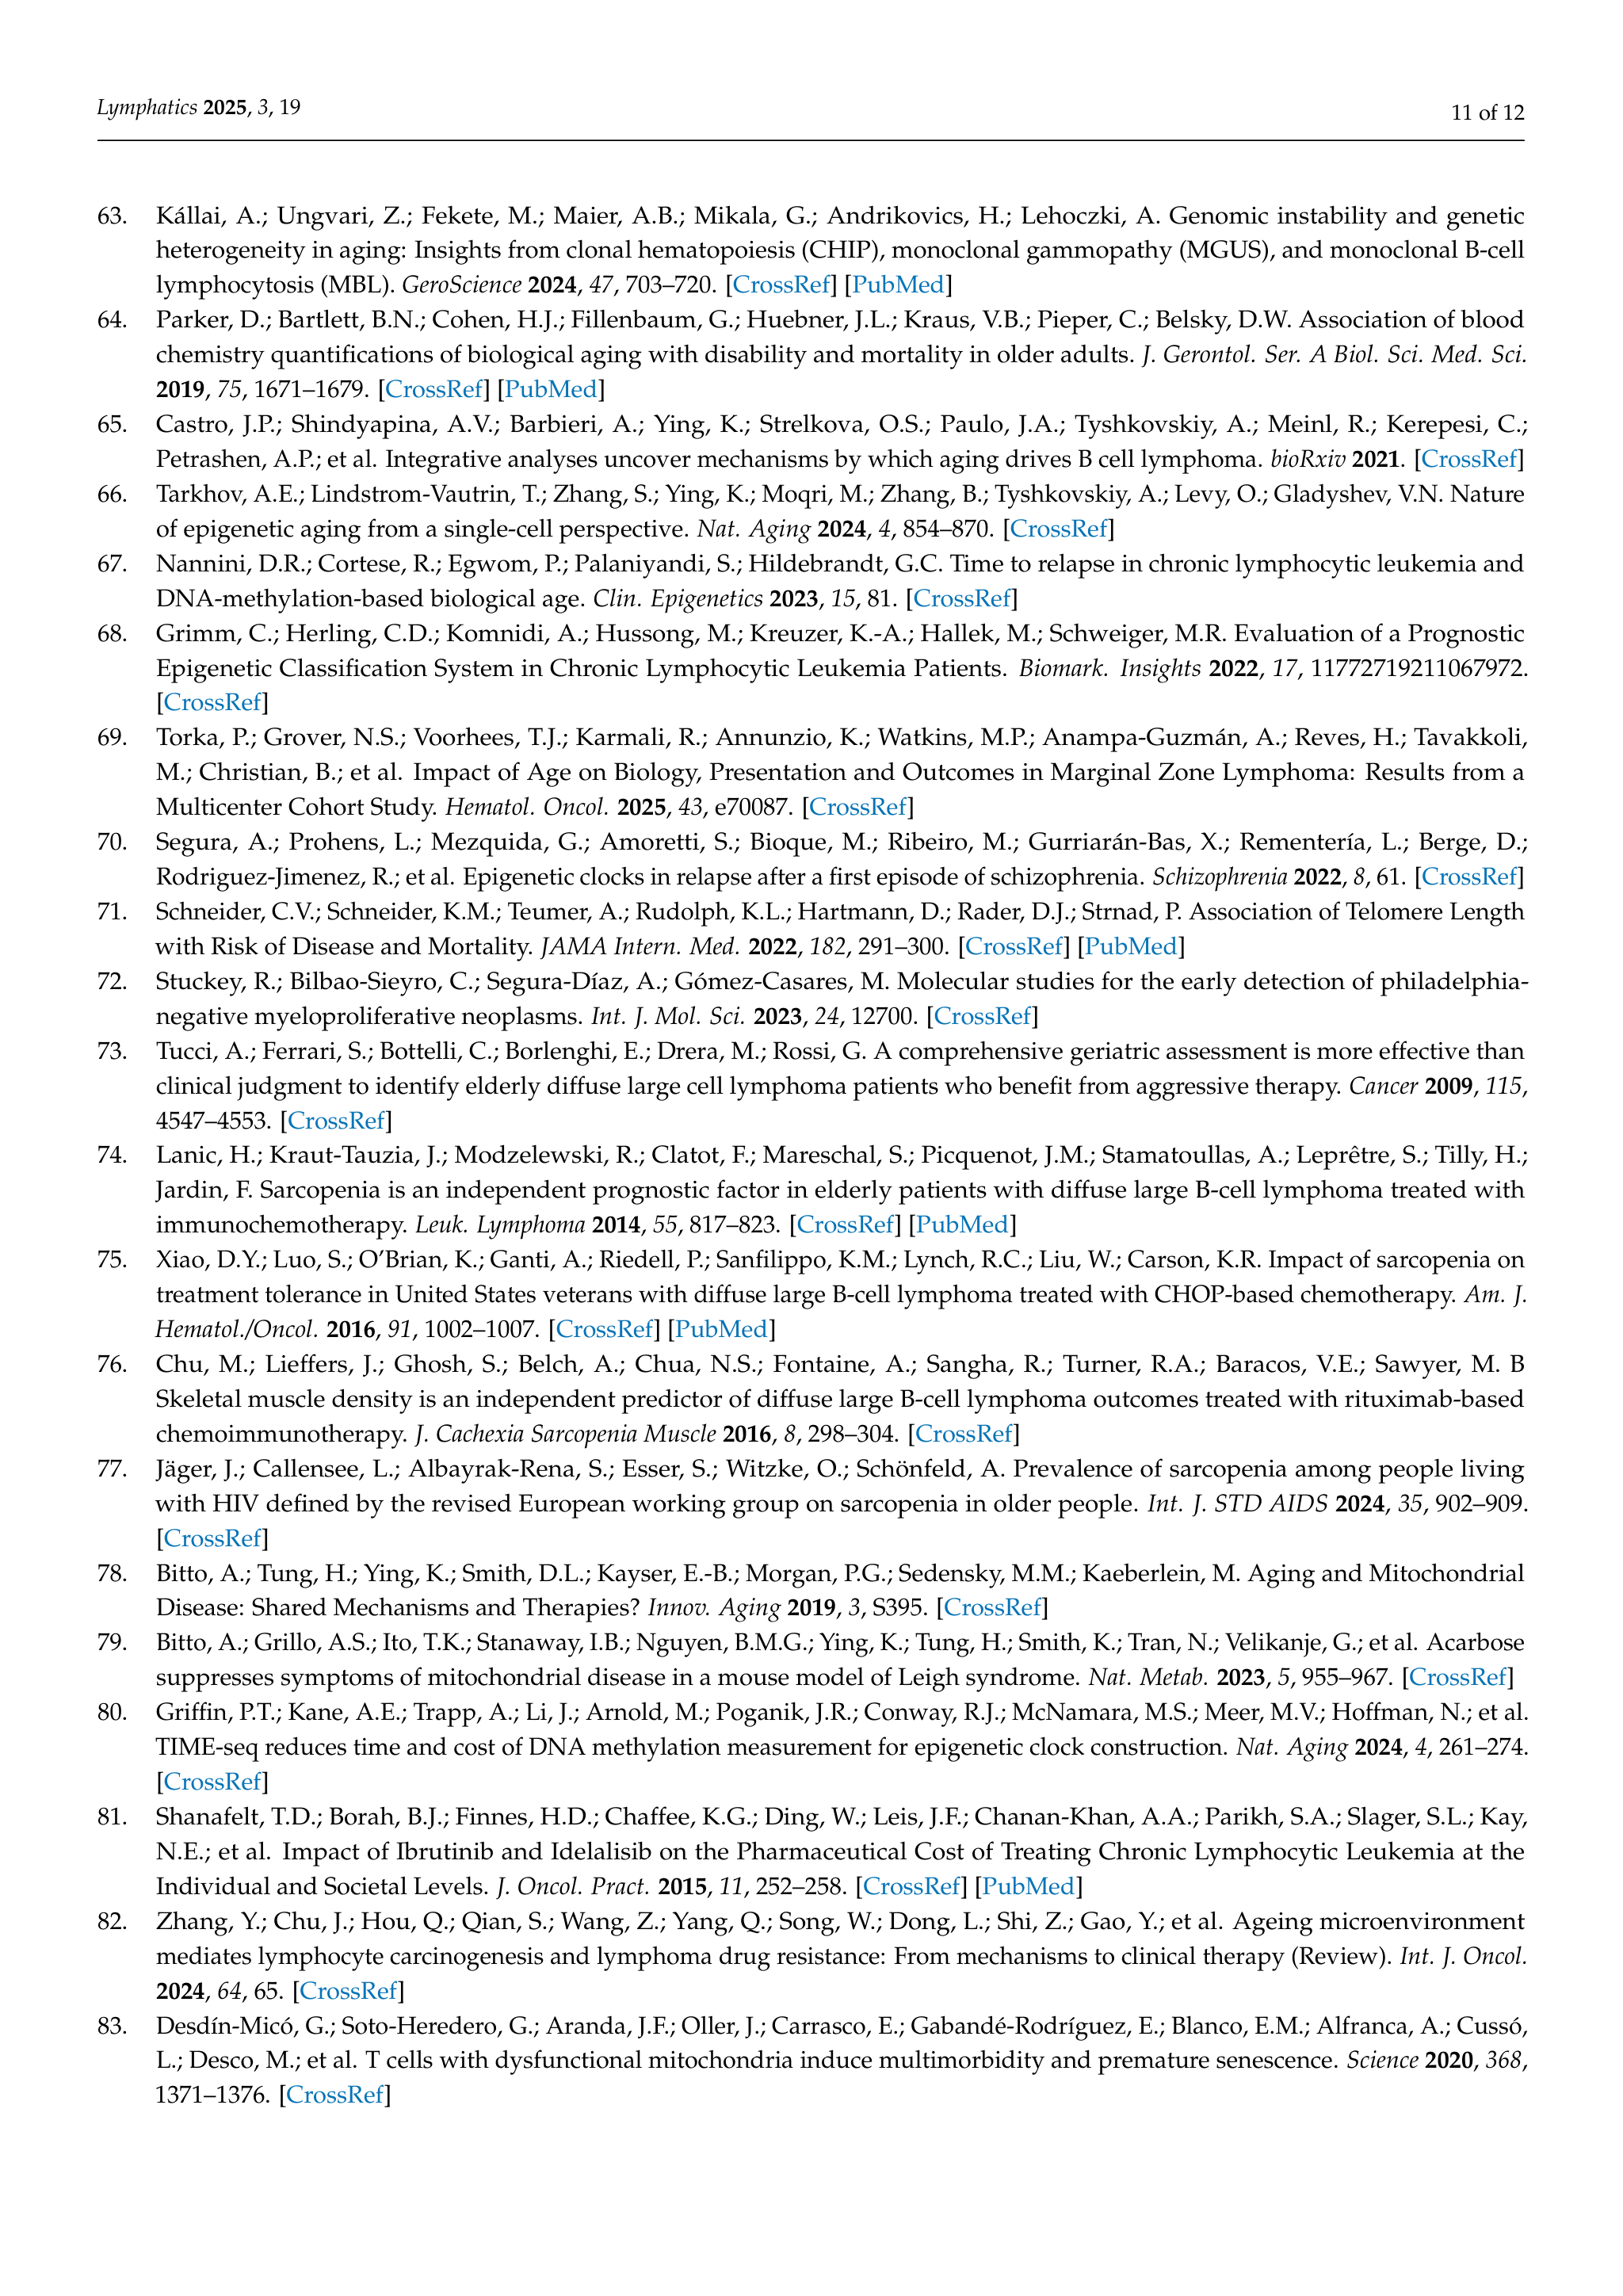 Lymphatics 2025, 3, 19
11 of 12
63. Kállai, A.; Ungvari, Z.; Fekete, M.; Maier, A.B.; Mikala, G.; Andrikovics, H.; Lehoczki, A. Genomic instability and genetic
heterogeneity in aging: Insights from clonal hematopoiesis (CHIP), monoclonal gammopathy (MGUS), and monoclonal B-cell
lymphocytosis (MBL). GeroScience 2024, 47, 703–720. [CrossRef] [PubMed]
64. Parker, D.; Bartlett, B.N.; Cohen, H.J.; Fillenbaum, G.; Huebner, J.L.; Kraus, V.B.; Pieper, C.; Belsky, D.W. Association of blood
chemistry quantifications of biological aging with disability and mortality in older adults. J. Gerontol. Ser. A Biol. Sci. Med. Sci.
2019, 75, 1671–1679. [CrossRef] [PubMed]
65. Castro, J.P.; Shindyapina, A.V.; Barbieri, A.; Ying, K.; Strelkova, O.S.; Paulo, J.A.; Tyshkovskiy, A.; Meinl, R.; Kerepesi, C.;
Petrashen, A.P.; et al. Integrative analyses uncover mechanisms by which aging drives B cell lymphoma. bioRxiv 2021. [CrossRef]
66. Tarkhov, A.E.; Lindstrom-Vautrin, T.; Zhang, S.; Ying, K.; Moqri, M.; Zhang, B.; Tyshkovskiy, A.; Levy, O.; Gladyshev, V.N. Nature
of epigenetic aging from a single-cell perspective. Nat. Aging 2024, 4, 854–870. [CrossRef]
67. Nannini, D.R.; Cortese, R.; Egwom, P.; Palaniyandi, S.; Hildebrandt, G.C. Time to relapse in chronic lymphocytic leukemia and
DNA-methylation-based biological age. Clin. Epigenetics 2023, 15, 81. [CrossRef]
68. Grimm, C.; Herling, C.D.; Komnidi, A.; Hussong, M.; Kreuzer, K.-A.; Hallek, M.; Schweiger, M.R. Evaluation of a Prognostic
Epigenetic Classification System in Chronic Lymphocytic Leukemia Patients. Biomark. Insights 2022, 17, 11772719211067972.
[CrossRef]
69. Torka, P.; Grover, N.S.; Voorhees, T.J.; Karmali, R.; Annunzio, K.; Watkins, M.P.; Anampa-Guzmán, A.; Reves, H.; Tavakkoli,
M.; Christian, B.; et al. Impact of Age on Biology, Presentation and Outcomes in Marginal Zone Lymphoma: Results from a
Multicenter Cohort Study. Hematol. Oncol. 2025, 43, e70087. [CrossRef]
70. Segura, A.; Prohens, L.; Mezquida, G.; Amoretti, S.; Bioque, M.; Ribeiro, M.; Gurriarán-Bas, X.; Rementería, L.; Berge, D.;
Rodriguez-Jimenez, R.; et al. Epigenetic clocks in relapse after a first episode of schizophrenia. Schizophrenia 2022, 8, 61. [CrossRef]
71. Schneider, C.V.; Schneider, K.M.; Teumer, A.; Rudolph, K.L.; Hartmann, D.; Rader, D.J.; Strnad, P. Association of Telomere Length
with Risk of Disease and Mortality. JAMA Intern. Med. 2022, 182, 291–300. [CrossRef] [PubMed]
72. Stuckey, R.; Bilbao-Sieyro, C.; Segura-Díaz, A.; Gómez-Casares, M. Molecular studies for the early detection of philadelphia-
negative myeloproliferative neoplasms. Int. J. Mol. Sci. 2023, 24, 12700. [CrossRef]
73. Tucci, A.; Ferrari, S.; Bottelli, C.; Borlenghi, E.; Drera, M.; Rossi, G. A comprehensive geriatric assessment is more effective than
clinical judgment to identify elderly diffuse large cell lymphoma patients who benefit from aggressive therapy. Cancer 2009, 115,
4547–4553. [CrossRef]
74. Lanic, H.; Kraut-Tauzia, J.; Modzelewski, R.; Clatot, F.; Mareschal, S.; Picquenot, J.M.; Stamatoullas, A.; Leprêtre, S.; Tilly, H.;
Jardin, F. Sarcopenia is an independent prognostic factor in elderly patients with diffuse large B-cell lymphoma treated with
immunochemotherapy. Leuk. Lymphoma 2014, 55, 817–823. [CrossRef] [PubMed]
75. Xiao, D.Y.; Luo, S.; O’Brian, K.; Ganti, A.; Riedell, P.; Sanfilippo, K.M.; Lynch, R.C.; Liu, W.; Carson, K.R. Impact of sarcopenia on
treatment tolerance in United States veterans with diffuse large B-cell lymphoma treated with CHOP-based chemotherapy. Am. J.
Hematol./Oncol. 2016, 91, 1002–1007. [CrossRef] [PubMed]
76. Chu, M.; Lieffers, J.; Ghosh, S.; Belch, A.; Chua, N.S.; Fontaine, A.; Sangha, R.; Turner, R.A.; Baracos, V.E.; Sawyer, M. B
Skeletal muscle density is an independent predictor of diffuse large B-cell lymphoma outcomes treated with rituximab-based
chemoimmunotherapy. J. Cachexia Sarcopenia Muscle 2016, 8, 298–304. [CrossRef]
77. Jäger, J.; Callensee, L.; Albayrak-Rena, S.; Esser, S.; Witzke, O.; Schönfeld, A. Prevalence of sarcopenia among people living
with HIV defined by the revised European working group on sarcopenia in older people. Int. J. STD AIDS 2024, 35, 902–909.
[CrossRef]
78. Bitto, A.; Tung, H.; Ying, K.; Smith, D.L.; Kayser, E.-B.; Morgan, P.G.; Sedensky, M.M.; Kaeberlein, M. Aging and Mitochondrial
Disease: Shared Mechanisms and Therapies? Innov. Aging 2019, 3, S395. [CrossRef]
79. Bitto, A.; Grillo, A.S.; Ito, T.K.; Stanaway, I.B.; Nguyen, B.M.G.; Ying, K.; Tung, H.; Smith, K.; Tran, N.; Velikanje, G.; et al. Acarbose
suppresses symptoms of mitochondrial disease in a mouse model of Leigh syndrome. Nat. Metab. 2023, 5, 955–967. [CrossRef]
80. Griffin, P.T.; Kane, A.E.; Trapp, A.; Li, J.; Arnold, M.; Poganik, J.R.; Conway, R.J.; McNamara, M.S.; Meer, M.V.; Hoffman, N.; et al.
TIME-seq reduces time and cost of DNA methylation measurement for epigenetic clock construction. Nat. Aging 2024, 4, 261–274.
[CrossRef]
81. Shanafelt, T.D.; Borah, B.J.; Finnes, H.D.; Chaffee, K.G.; Ding, W.; Leis, J.F.; Chanan-Khan, A.A.; Parikh, S.A.; Slager, S.L.; Kay,
N.E.; et al. Impact of Ibrutinib and Idelalisib on the Pharmaceutical Cost of Treating Chronic Lymphocytic Leukemia at the
Individual and Societal Levels. J. Oncol. Pract. 2015, 11, 252–258. [CrossRef] [PubMed]
82. Zhang, Y.; Chu, J.; Hou, Q.; Qian, S.; Wang, Z.; Yang, Q.; Song, W.; Dong, L.; Shi, Z.; Gao, Y.; et al. Ageing microenvironment
mediates lymphocyte carcinogenesis and lymphoma drug resistance: From mechanisms to clinical therapy (Review). Int. J. Oncol.
2024, 64, 65. [CrossRef]
83. Desdín-Micó, G.; Soto-Heredero, G.; Aranda, J.F.; Oller, J.; Carrasco, E.; Gabandé-Rodríguez, E.; Blanco, E.M.; Alfranca, A.; Cussó,
L.; Desco, M.; et al. T cells with dysfunctional mitochondria induce multimorbidity and premature senescence. Science 2020, 368,
1371–1376. [CrossRef]